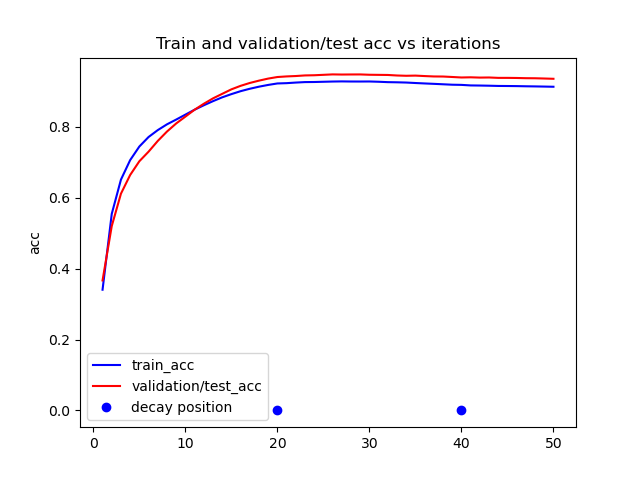 Train and validation/test acc vs iterations
acc
0.8
0.6
0.4
0.2
0.0
train_acc
validation/test_acc
decay position
0
10
20
30
40
50